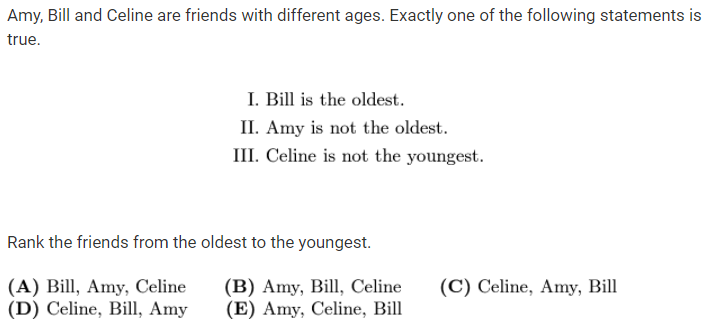 Amy, Bill and Celine are friends with different ages. Exactly one of the following statements is
true.
I. Bill is the oldest.
II. Amy is not the oldest.
III. Celine is not the youngest.
Rank the friends from the oldest to the youngest.
(A) Bill, Amy, Celine (B) Amy, Bill, Celine (C) Celine, Amy, Bill
(D) Celine, Bill, Amy (E) Amy, Celine, Bill